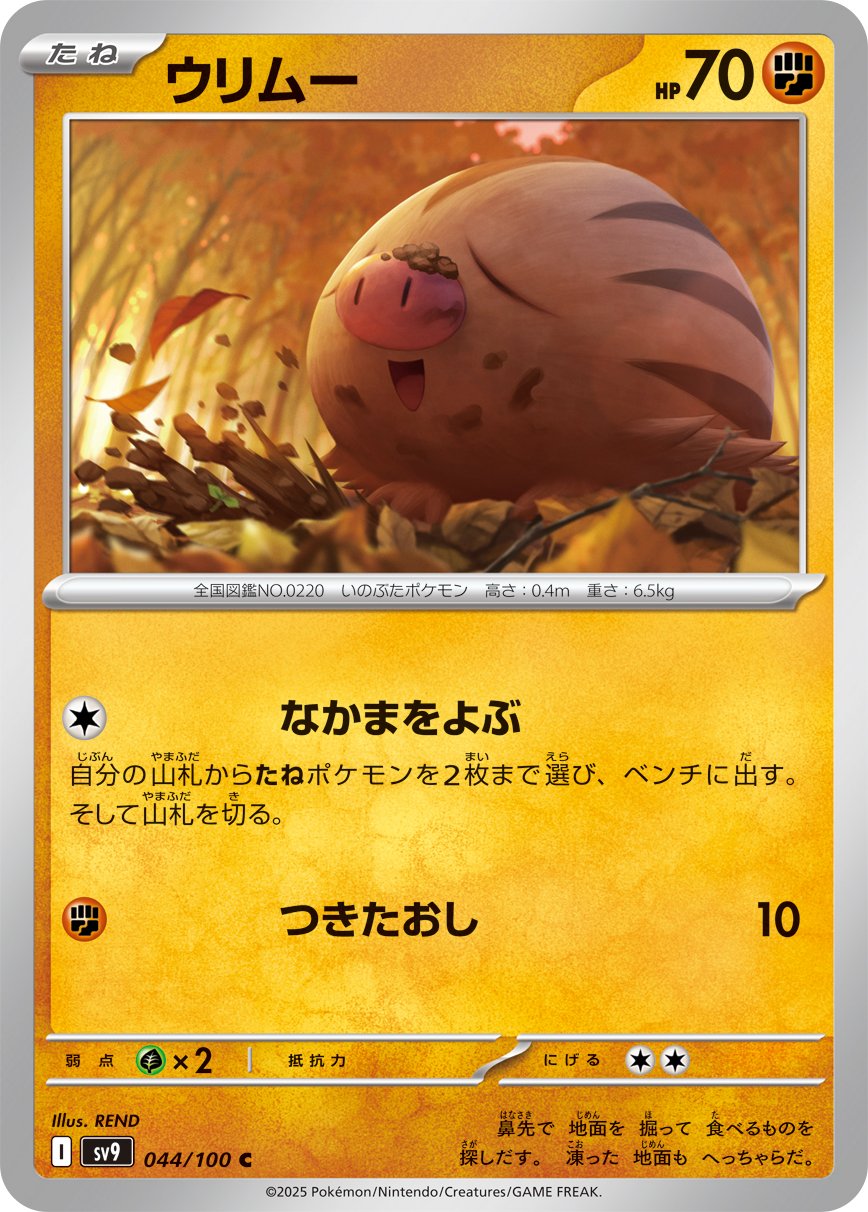 たね
ウリムー
HP 70
全国図鑑NO.0220 いのぶたポケモン 高さ:0.4m 重さ:6.5kg
なかまをよぶ
自分の山札からたねポケモンを2枚まで選び、ベンチに出す。
そして山札を切る。
つきたおし 10
弱点 ×2 抵抗力 にげる
Illus. REND
鼻先で 地面を 掘って 食べるものを
探しだす。 凍った 地面も へっちゃらだ。
I sv9 044/100 C
©2025 Pokémon/Nintendo/Creatures/GAME FREAK.